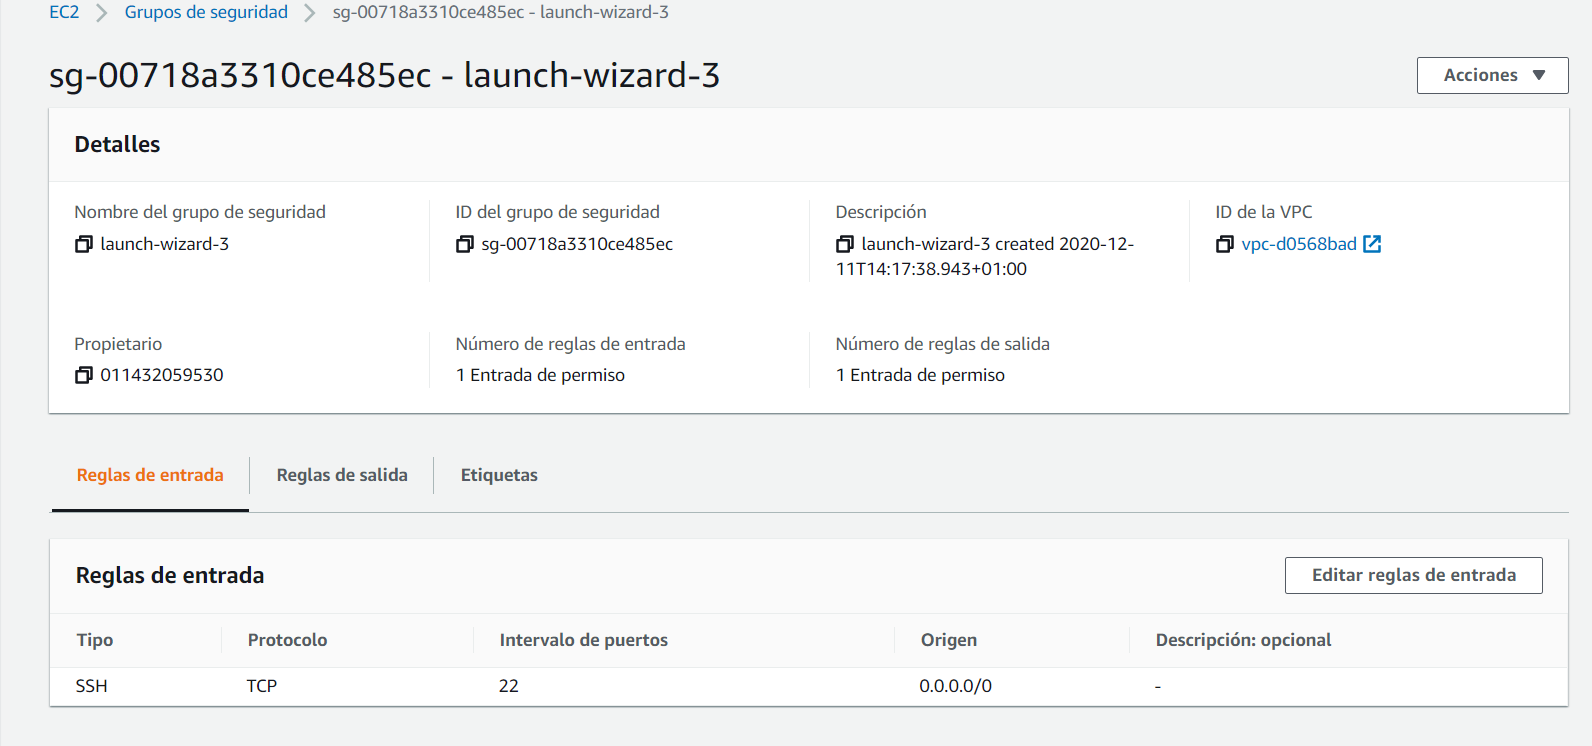 EC2 > Grupos de seguridad > sg-00718a3310ce485ec - launch-wizard-3
sg-00718a3310ce485ec - launch-wizard-3
Acciones
Detalles
Nombre del grupo de seguridad
launch-wizard-3
ID del grupo de seguridad
sg-00718a3310ce485ec
Descripción
launch-wizard-3 created 2020-12-
11T14:17:38.943+01:00
ID de la VPC
vpc-d0568bad
Propietario
011432059530
Número de reglas de entrada
1 Entrada de permiso
Número de reglas de salida
1 Entrada de permiso
Reglas de entrada
Reglas de salida
Etiquetas
Reglas de entrada
Editar reglas de entrada
Tipo Protocolo Intervalo de puertos Origen Descripción: opcional
SSH TCP 22 0.0.0.0/0 -